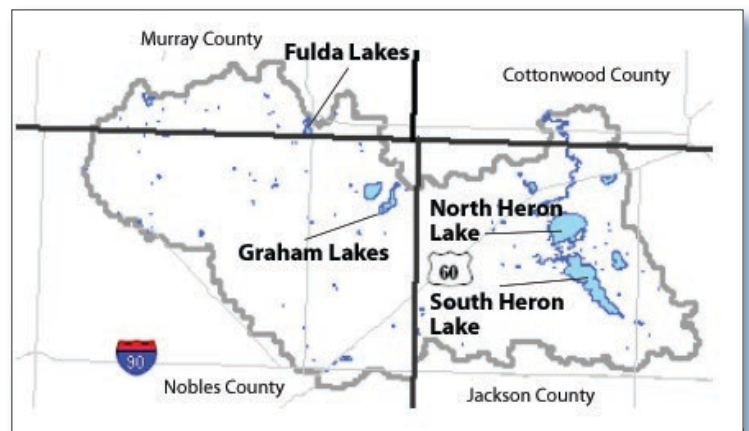 Murray County
Fulda Lakes
Cottonwood County
North Heron
Lake
Graham Lakes
60
South Heron
Lake
90
Nobles County
Jackson County